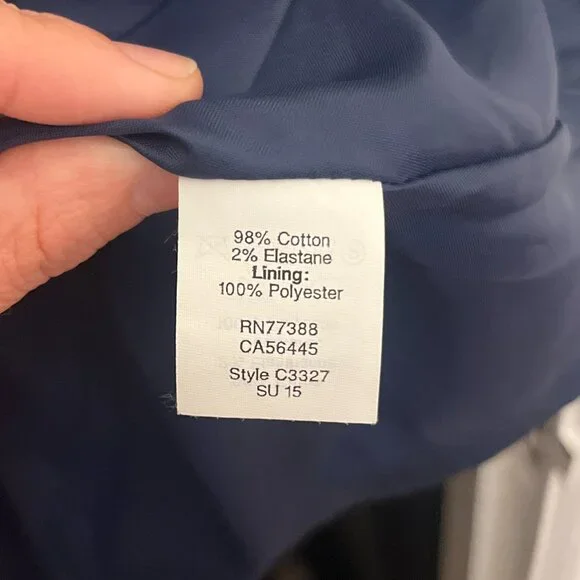 98% Cotton
2% Elastane
Lining:
100% Polyester
RN77388
CA56445
Style C3327
SU 15